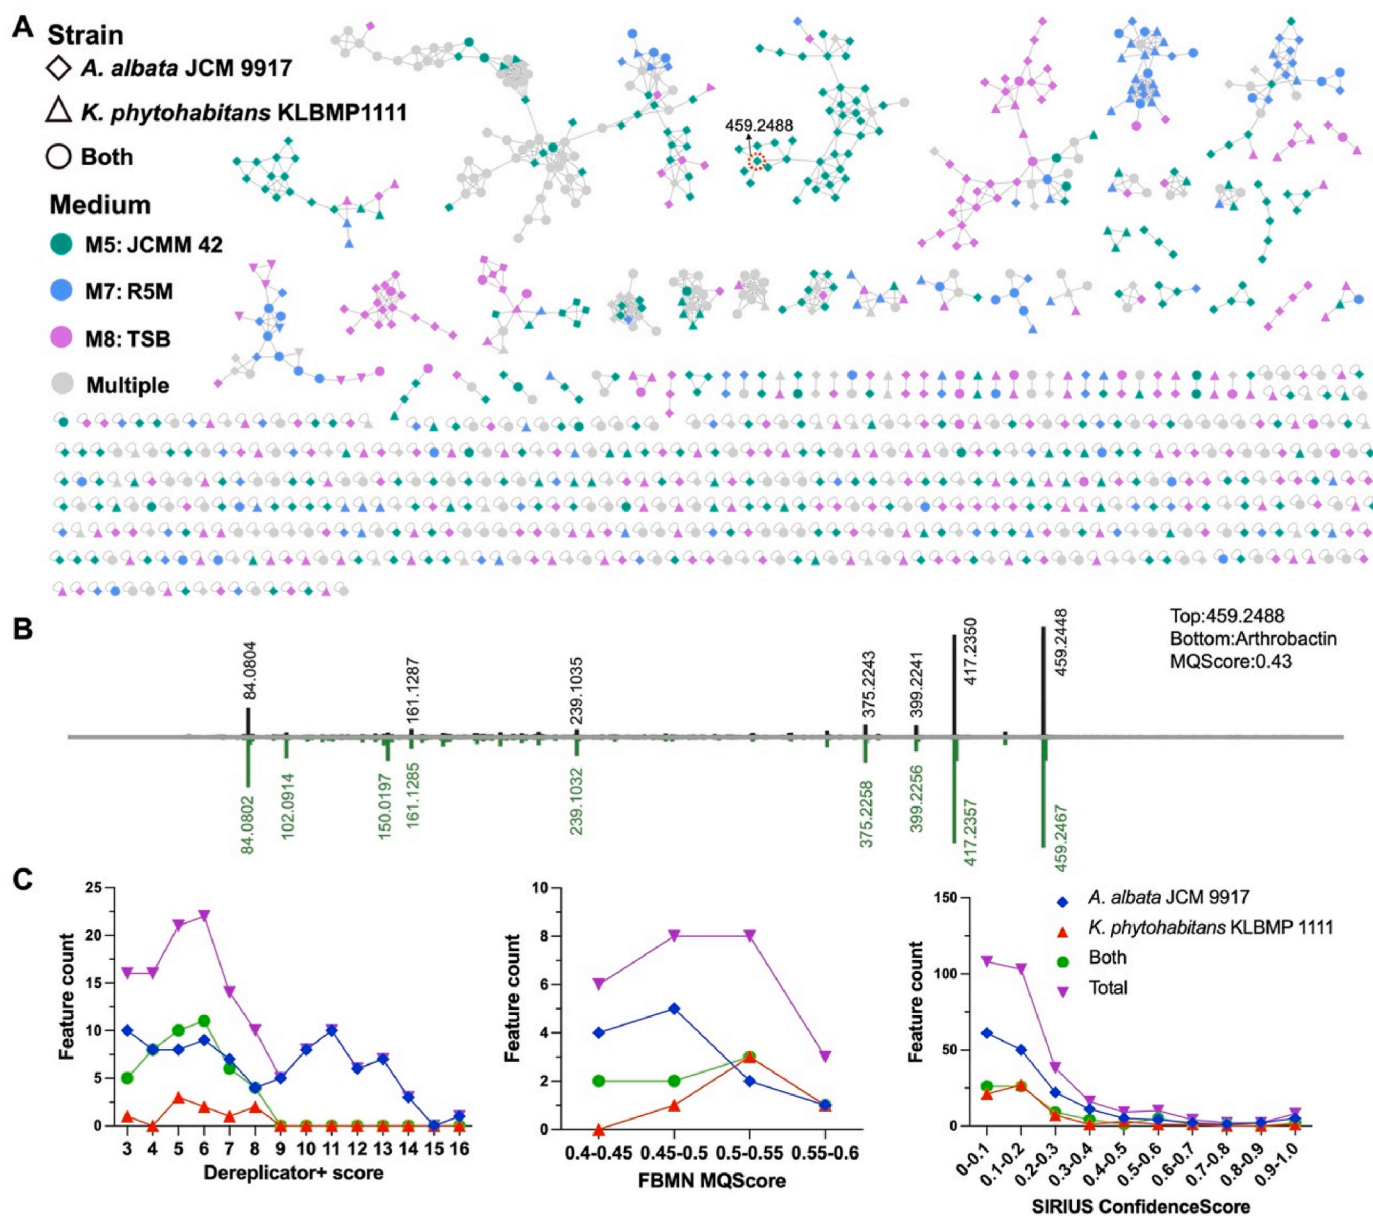 A
Strain
A. albata JCM 9917
K. phytohabitans KLBMP1111
Both
Medium
M5: JCMM 42
M7: R5M
M8: TSB
Multiple
459.2488
B
Top:459.2488
Bottom:Arthrobactin
MQScore:0.43
84.0804
161.1287
239.1035
375.2243
399.2241
417.2350
459.2448
84.0802
102.0914
150.0197
161.1285
239.1032
375.2258
399.2256
417.2357
459.2467
C
Feature count
25
20
15
10
5
0
3 4 5 6 7 8 9 10 11 12 13 14 15 16
Dereplicator+ score
Feature count
10
8
6
4
2
0
0.4-0.45 0.45-0.5 0.5-0.55 0.55-0.6
FBMN MQScore
Feature count
150
100
50
0
0-0.1 0.1-0.2 0.2-0.3 0.3-0.4 0.4-0.5 0.5-0.6 0.6-0.7 0.7-0.8 0.8-0.9 0.9-1.0
SIRIUS ConfidenceScore
A. albata JCM 9917
K. phytohabitans KLBMP 1111
Both
Total